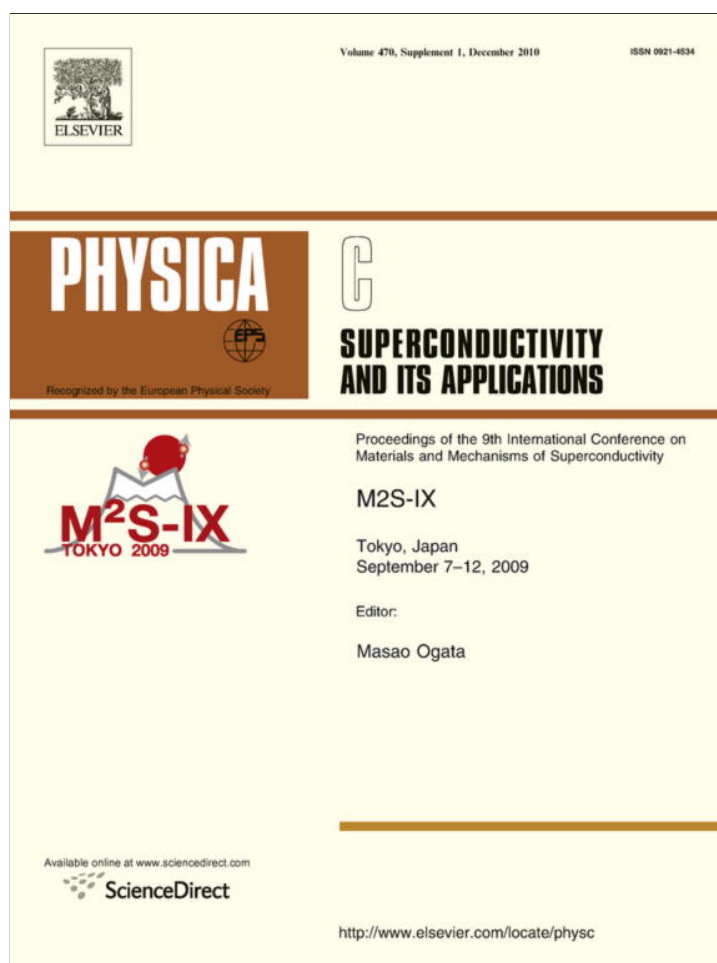 Volume 470, Supplement 1, December 2010
ISSN 0921-4534
ELSEVIER
PHYSICA
C
EPS
SUPERCONDUCTIVITY
AND ITS APPLICATIONS
Recognized by the European Physical Society
Proceedings of the 9th International Conference on
Materials and Mechanisms of Superconductivity
M²S-IX
TOKYO 2009
M2S-IX
Tokyo, Japan
September 7–12, 2009
Editor:
Masao Ogata
Available online at www.sciencedirect.com
ScienceDirect
http://www.elsevier.com/locate/physc